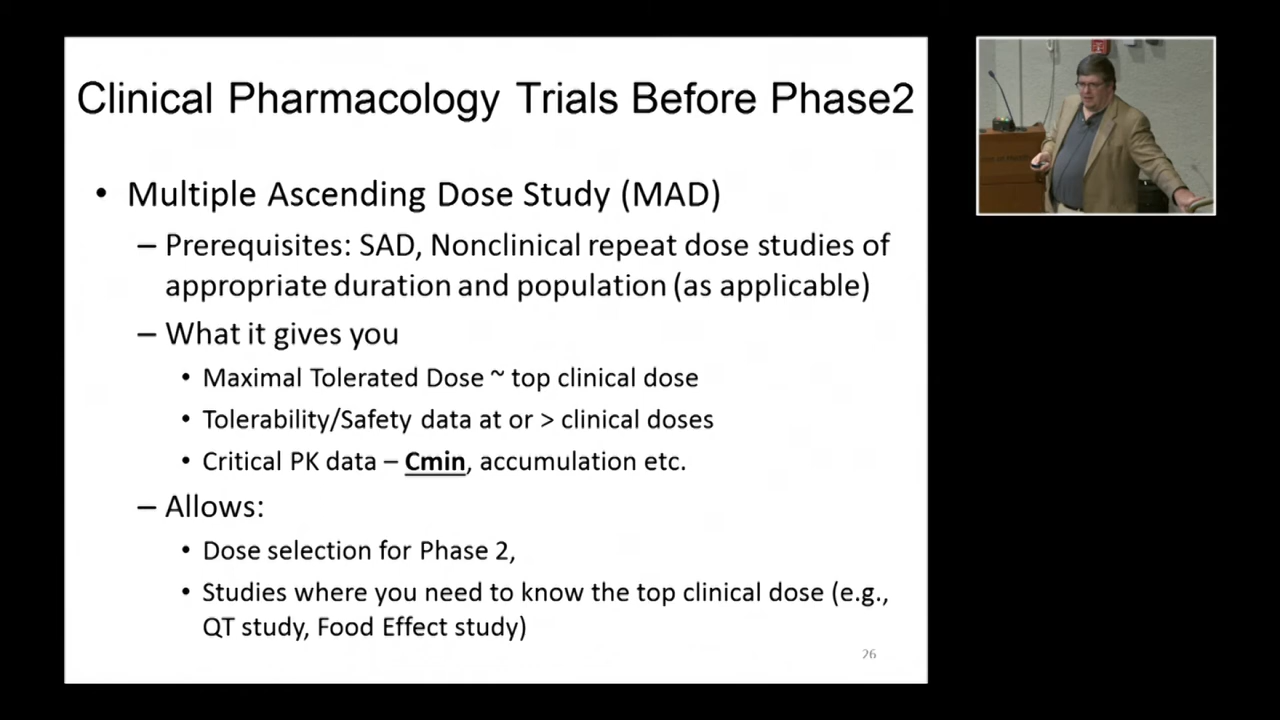 Clinical Pharmacology Trials Before Phase2
• Multiple Ascending Dose Study (MAD)
– Prerequisites: SAD, Nonclinical repeat dose studies of
appropriate duration and population (as applicable)
– What it gives you
• Maximal Tolerated Dose ~ top clinical dose
• Tolerability/Safety data at or > clinical doses
• Critical PK data – Cmin, accumulation etc.
– Allows:
• Dose selection for Phase 2,
• Studies where you need to know the top clinical dose (e.g.,
QT study, Food Effect study)
26